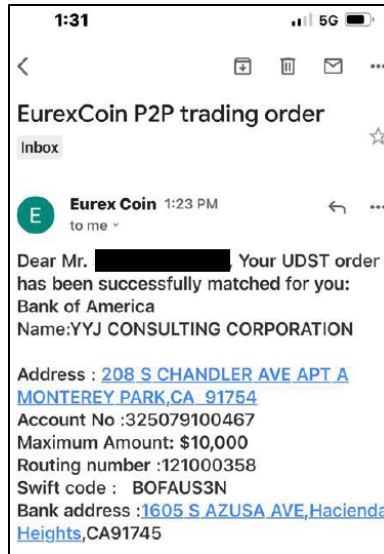 1:31 5G
EurexCoin P2P trading order
Inbox
E
Eurex Coin 1:23 PM
to me
Dear Mr. , Your UDST order
has been successfully matched for you:
Bank of America
Name:YYJ CONSULTING CORPORATION
Address : 208 S CHANDLER AVE APT A
MONTEREY PARK,CA 91754
Account No :325079100467
Maximum Amount: $10,000
Routing number :121000358
Swift code : BOFAUS3N
Bank address :1605 S AZUSA AVE,Hacienda
Heights,CA91745